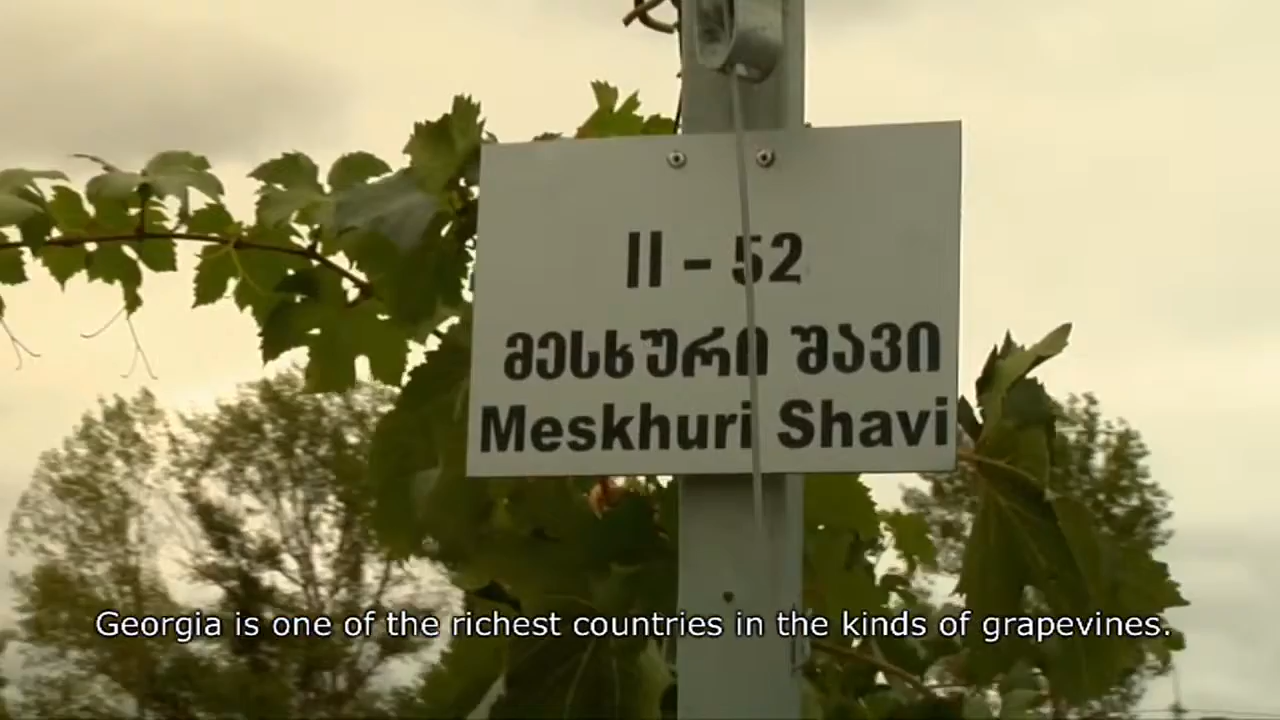 II - 52
მესხური შავი
Meskhuri Shavi
Georgia is one of the richest countries in the kinds of grapevines.